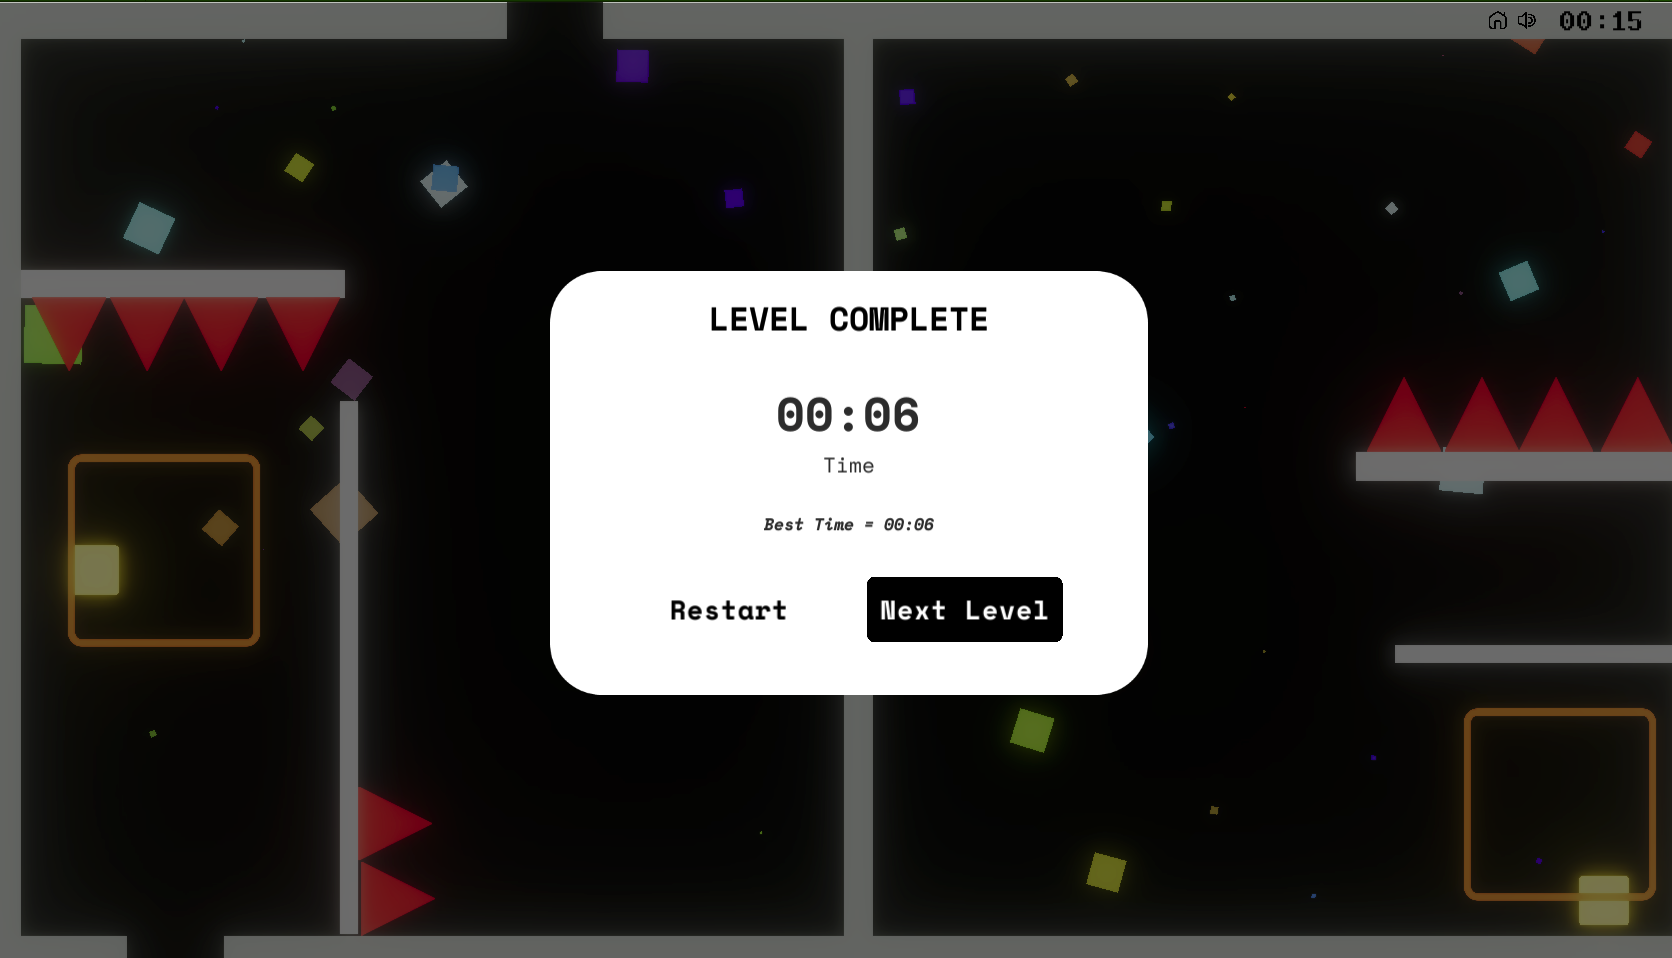 00:15
LEVEL COMPLETE
00:06
Time
Best Time = 00:06
Restart
Next Level